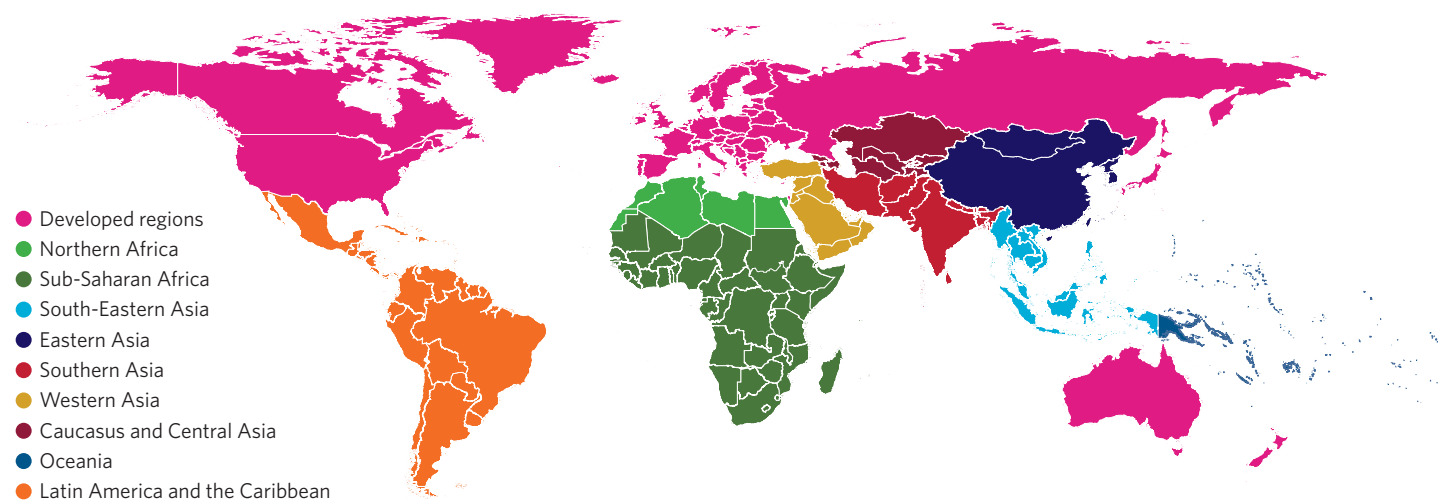 Developed regions
Northern Africa
Sub-Saharan Africa
South-Eastern Asia
Eastern Asia
Southern Asia
Western Asia
Caucasus and Central Asia
Oceania
Latin America and the Caribbean